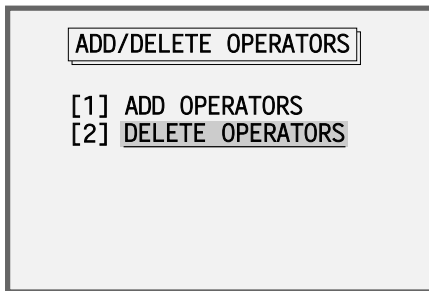 ADD/DELETE OPERATORS
[1] ADD OPERATORS
[2] DELETE OPERATORS